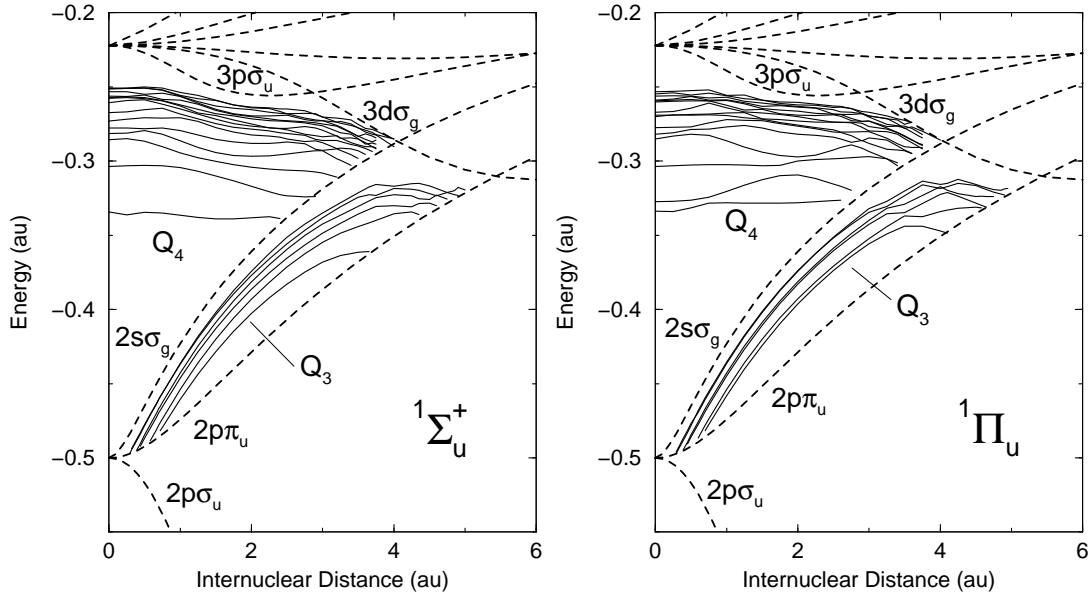 Energy (au)
−0.2
−0.3
−0.4
−0.5
3pσu
3dσg
Q4
2sσg
Q3
2pπu
2pσu
1Σu+
0 2 4 6
Internuclear Distance (au)
Energy (au)
−0.2
−0.3
−0.4
−0.5
3pσu
3dσg
Q4
2sσg
Q3
2pπu
2pσu
1Πu
0 2 4 6
Internuclear Distance (au)